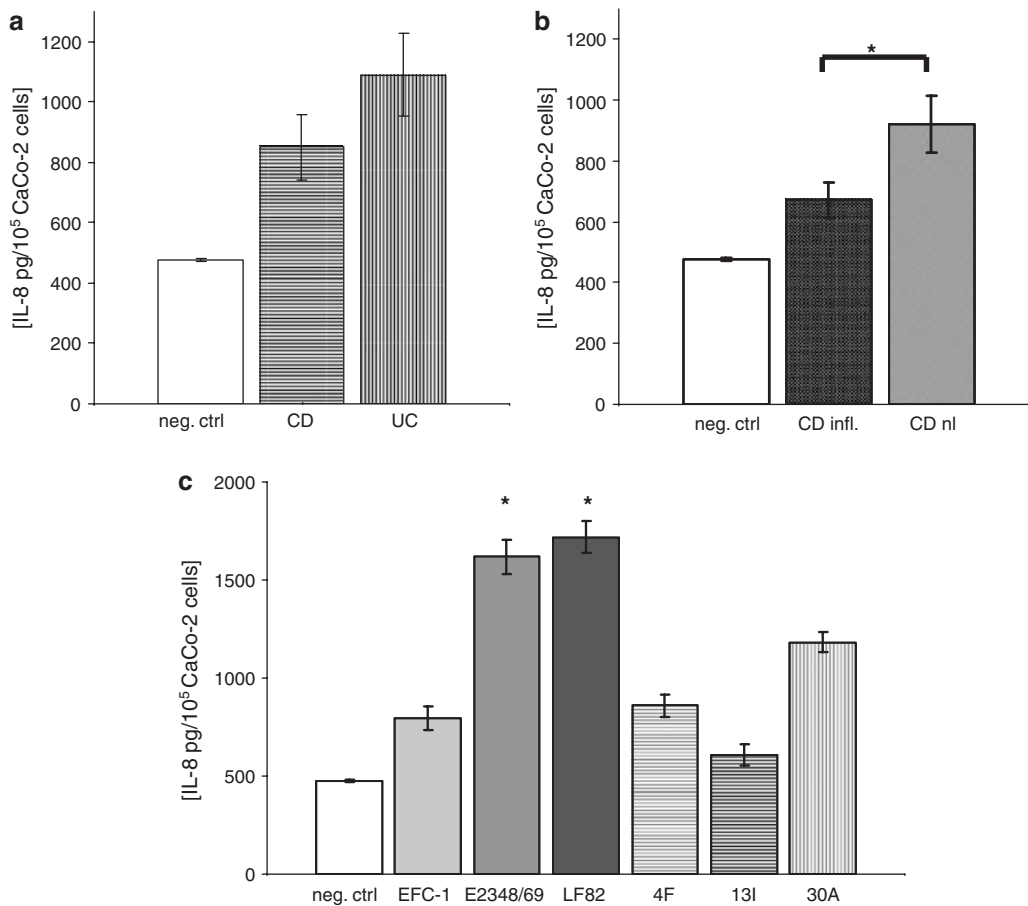 a
[IL-8 pg/10⁵ CaCo-2 cells]
1200
1000
800
600
400
200
0
neg. ctrl CD UC
b
[IL-8 pg/10⁵ CaCo-2 cells]
1200
1000
800
600
400
200
0
*
neg. ctrl CD infl. CD nl
c
[IL-8 pg/10⁵ CaCo-2 cells]
2000
1500
1000
500
0
* *
neg. ctrl EFC-1 E2348/69 LF82 4F 13I 30A